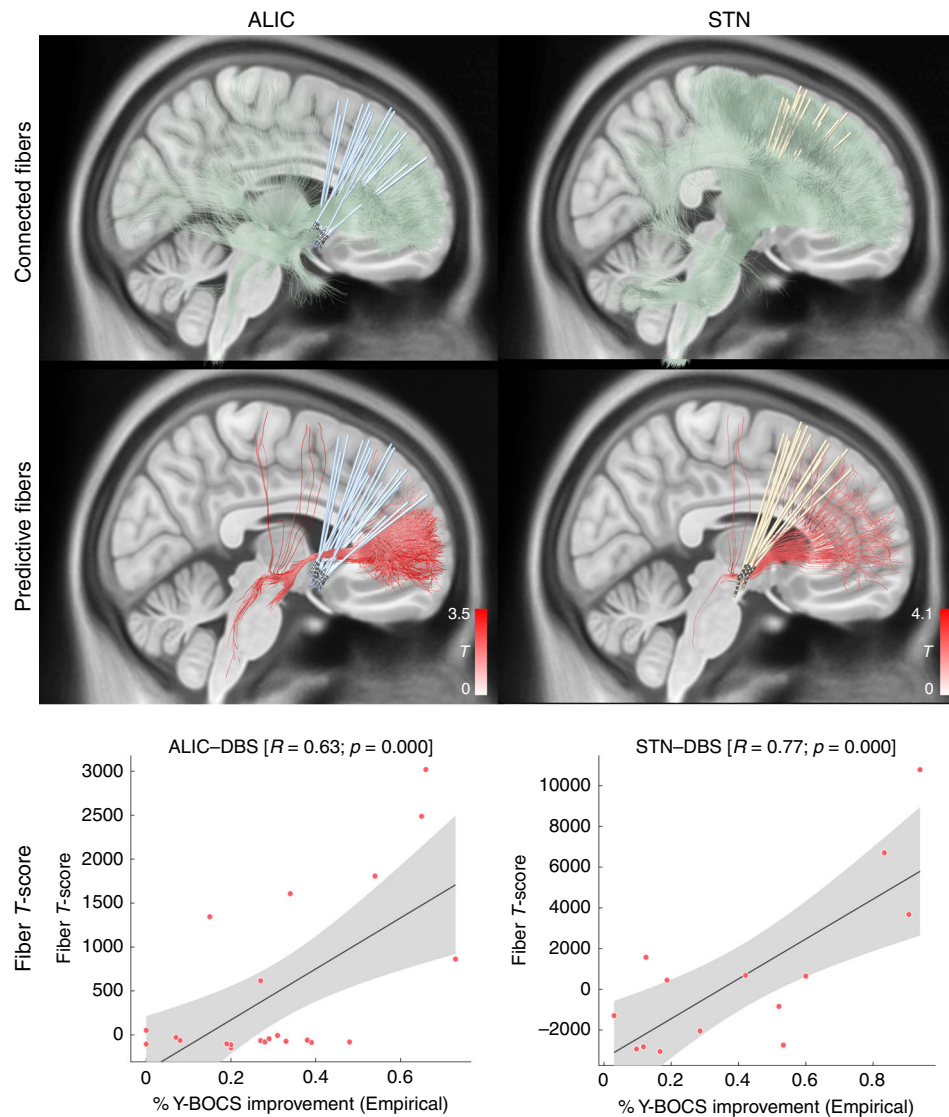 ALIC
STN
Connected fibers
Predictive fibers
3.5
T
0
4.1
T
0
ALIC–DBS [R = 0.63; p = 0.000]
STN–DBS [R = 0.77; p = 0.000]
Fiber T-score
Fiber T-score
3000
2500
2000
1500
1000
500
0
0
0.2
0.4
0.6
% Y-BOCS improvement (Empirical)
Fiber T-score
10000
8000
6000
4000
2000
0
−2000
0
0.2
0.4
0.6
0.8
% Y-BOCS improvement (Empirical)